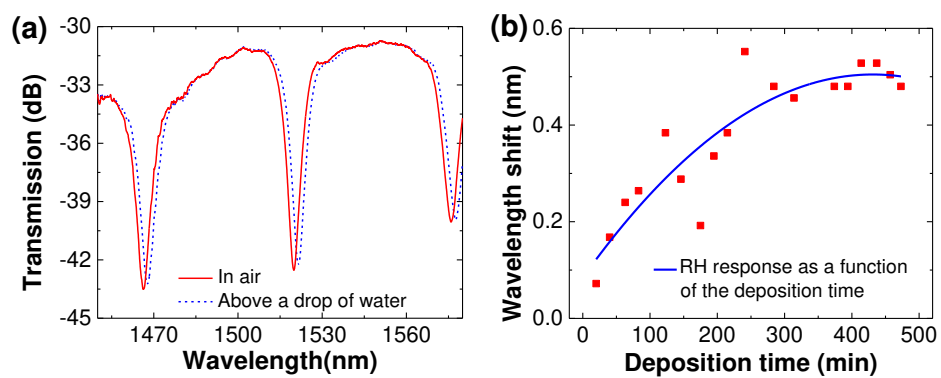 (a)
-30
-33
-36
-39
-42
-45
Transmission (dB)
In air
Above a drop of water
1470
1500
1530
1560
Wavelength(nm)
(b)
0.6
0.4
0.2
0.0
Wavelength shift (nm)
RH response as a function
of the deposition time
0
100
200
300
400
500
Deposition time (min)